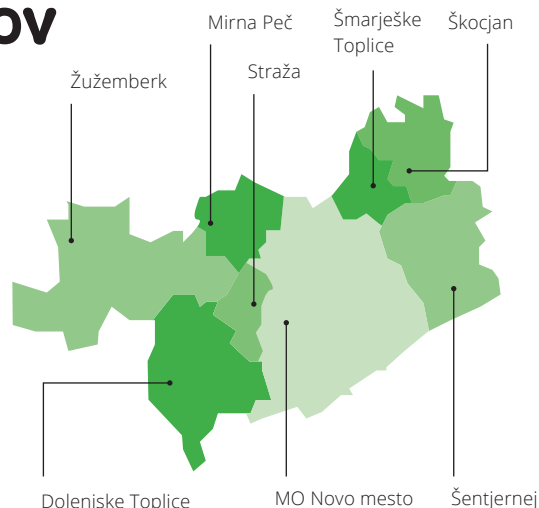 ov
Mirna Peč
Šmarješke
Toplice
Škocjan
Straža
Žužemberk
Dolenjske Toplice
MO Novo mesto
Šentjernej